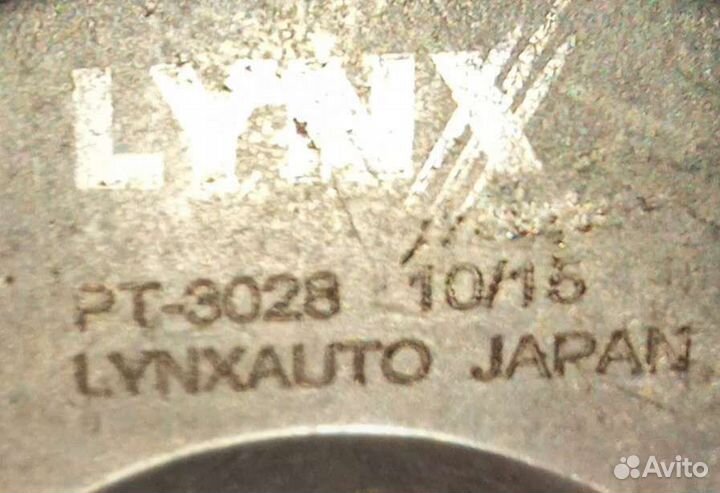 LYNX
PT-3028 10/15
LYNXAUTO JAPAN
Avito